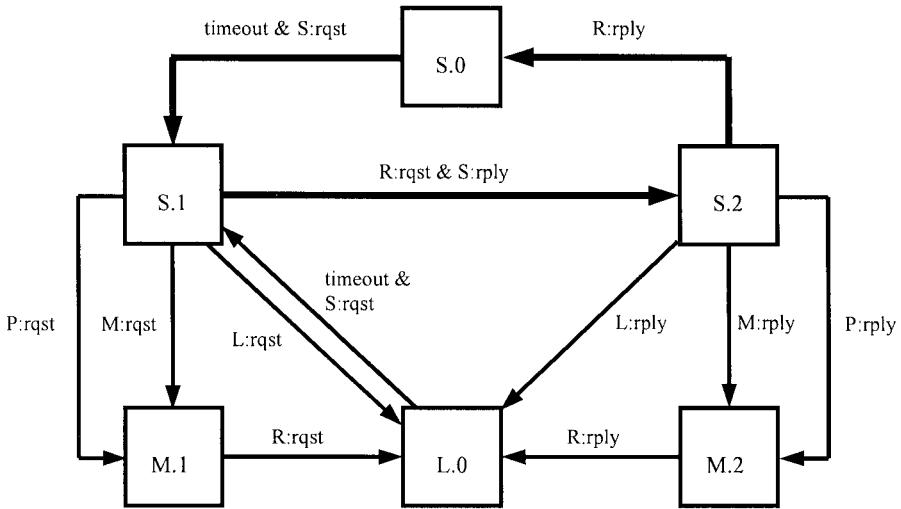 timeout & S:rqst
R:rply
S.0
R:rqst & S:rply
S.1
S.2
timeout &
S:rqst
P:rqst
M:rqst
L:rqst
L:rply
M:rply
P:rply
R:rqst
R:rply
M.1
L.0
M.2